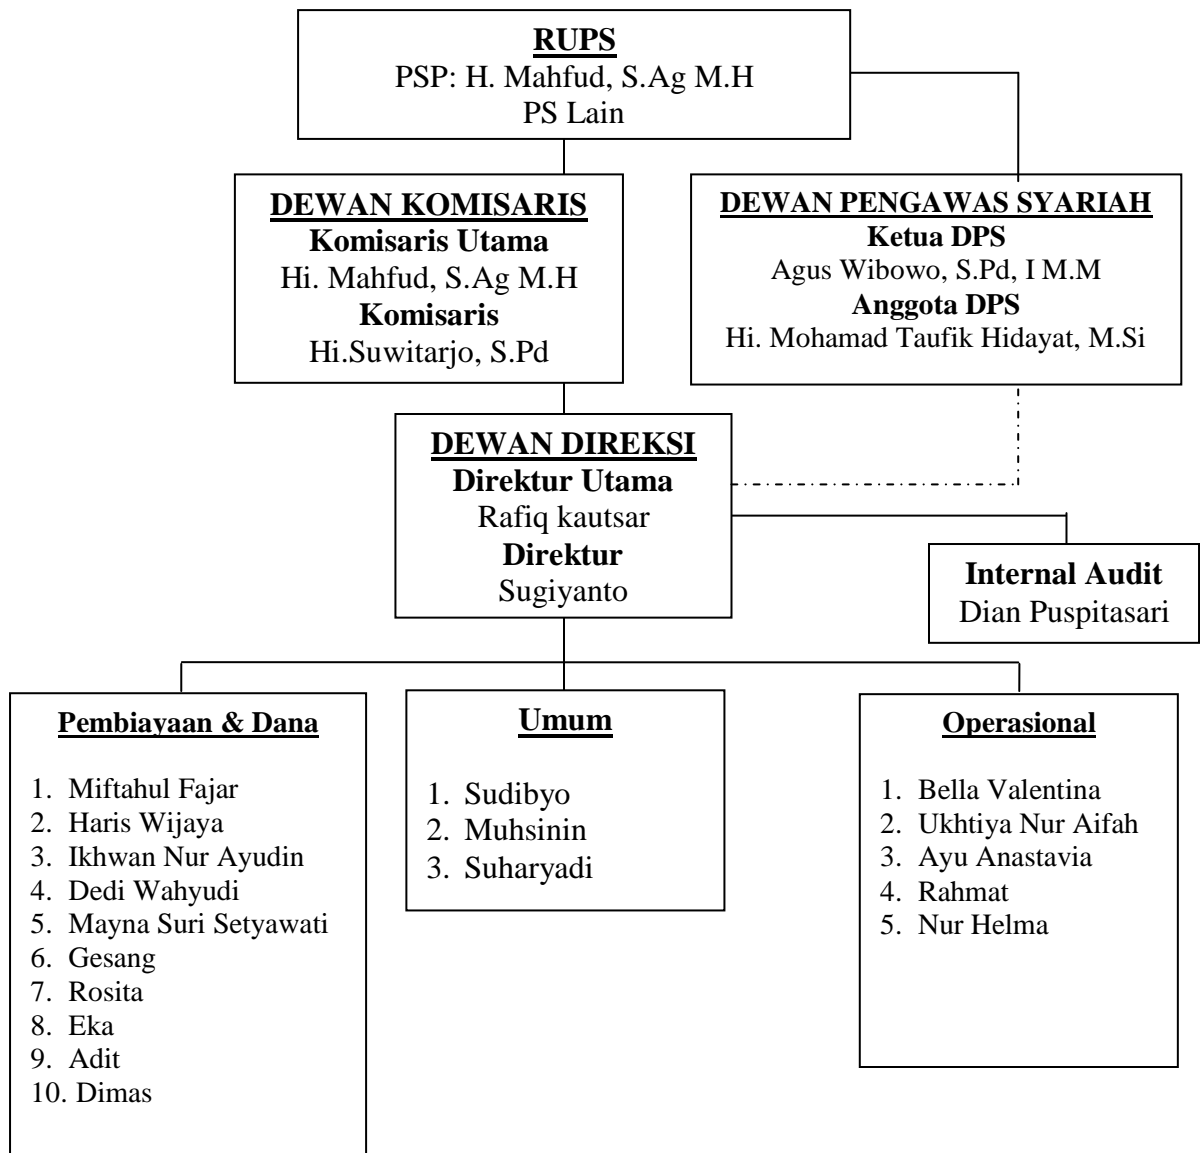 RUPS
PSP: H. Mahfud, S.Ag M.H
PS Lain
DEWAN KOMISARIS
Komisaris Utama
Hi. Mahfud, S.Ag M.H
Komisaris
Hi.Suwitarjo, S.Pd
DEWAN PENGAWAS SYARIAH
Ketua DPS
Agus Wibowo, S.Pd, I M.M
Anggota DPS
Hi. Mohamad Taufik Hidayat, M.Si
DEWAN DIREKSI
Direktur Utama
Rafiq kautsar
Direktur
Sugiyanto
Internal Audit
Dian Puspitasari
Pembiayaan & Dana
1. Miftahul Fajar
2. Haris Wijaya
3. Ikhwan Nur Ayudin
4. Dedi Wahyudi
5. Mayna Suri Setyawati
6. Gesang
7. Rosita
8. Eka
9. Adit
10. Dimas
Umum
1. Sudibyo
2. Muhsinin
3. Suharyadi
Operasional
1. Bella Valentina
2. Ukhtiya Nur Aifah
3. Ayu Anastavia
4. Rahmat
5. Nur Helma